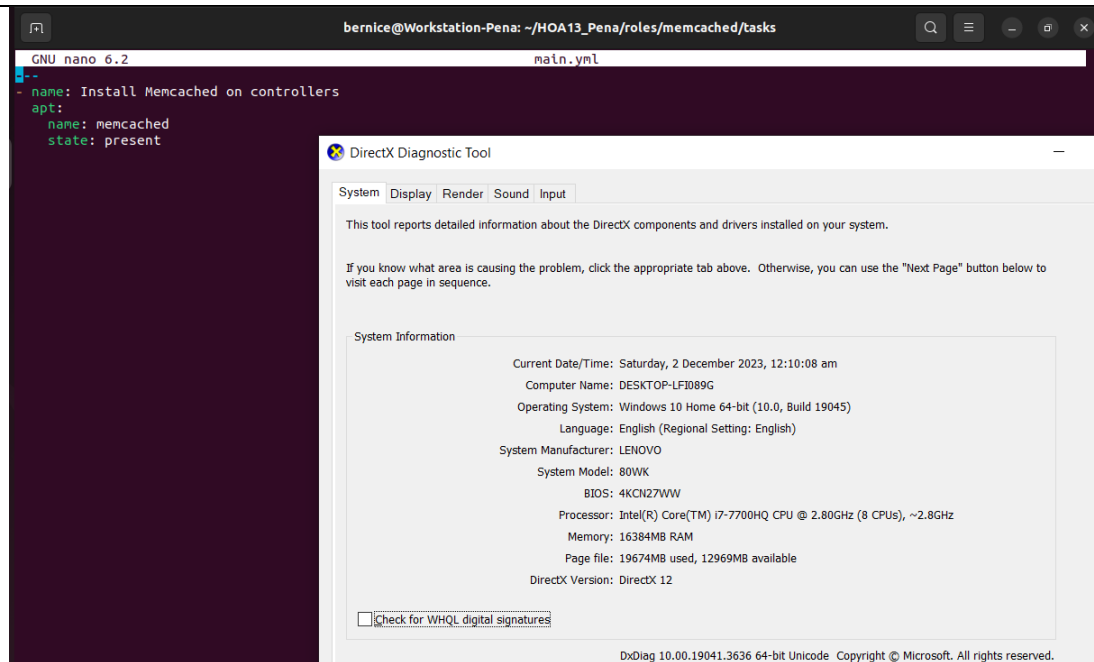 bernice@Workstation-Pena: ~/HOA13_Pena/roles/memcached/tasks
GNU nano 6.2 main.yml
---
- name: Install Memcached on controllers
  apt:
    name: memcached
    state: present
DirectX Diagnostic Tool
System Display Render Sound Input
This tool reports detailed information about the DirectX components and drivers installed on your system.
If you know what area is causing the problem, click the appropriate tab above.  Otherwise, you can use the "Next Page" button below to
visit each page in sequence.
System Information
Current Date/Time: Saturday, 2 December 2023, 12:10:08 am
Computer Name: DESKTOP-LFI089G
Operating System: Windows 10 Home 64-bit (10.0, Build 19045)
Language: English (Regional Setting: English)
System Manufacturer: LENOVO
System Model: 80WK
BIOS: 4KCN27WW
Processor: Intel(R) Core(TM) i7-7700HQ CPU @ 2.80GHz (8 CPUs), ~2.8GHz
Memory: 16384MB RAM
Page file: 19674MB used, 12969MB available
DirectX Version: DirectX 12
Check for WHQL digital signatures
DxDiag 10.00.19041.3636 64-bit Unicode  Copyright © Microsoft. All rights reserved.